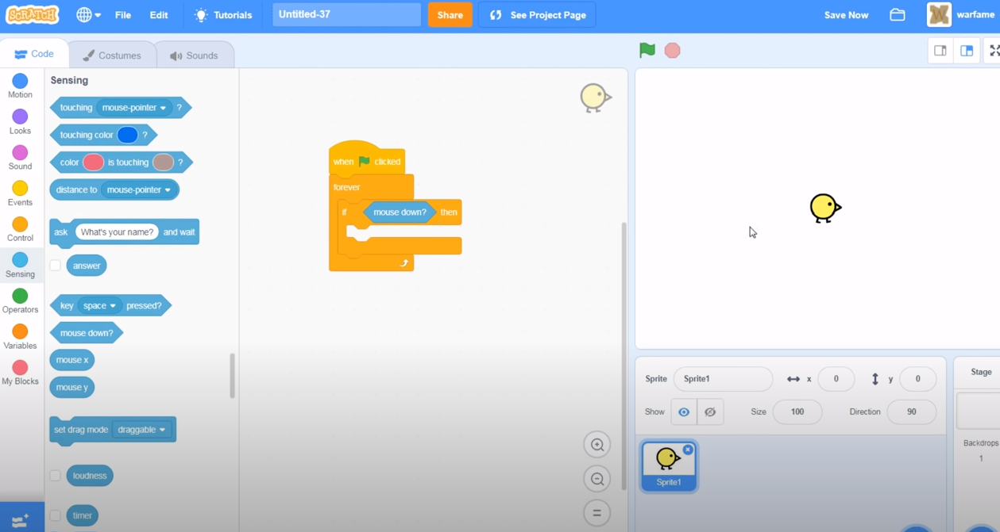 SCRATCH File Edit Tutorials Untitled-37 Share See Project Page Save Now warfame
Code Costumes Sounds
Motion
Looks
Sound
Events
Control
Sensing
Operators
Variables
My Blocks
Sensing
touching mouse-pointer ?
touching color ?
color is touching ?
distance to mouse-pointer
ask What's your name? and wait
answer
key space pressed?
mouse down?
mouse x
mouse y
set drag mode draggable
loudness
timer
when clicked
forever
if mouse down? then
Sprite Sprite1 x 0 y 0
Show Size 100 Direction 90
Sprite1
Stage
Backdrops
1